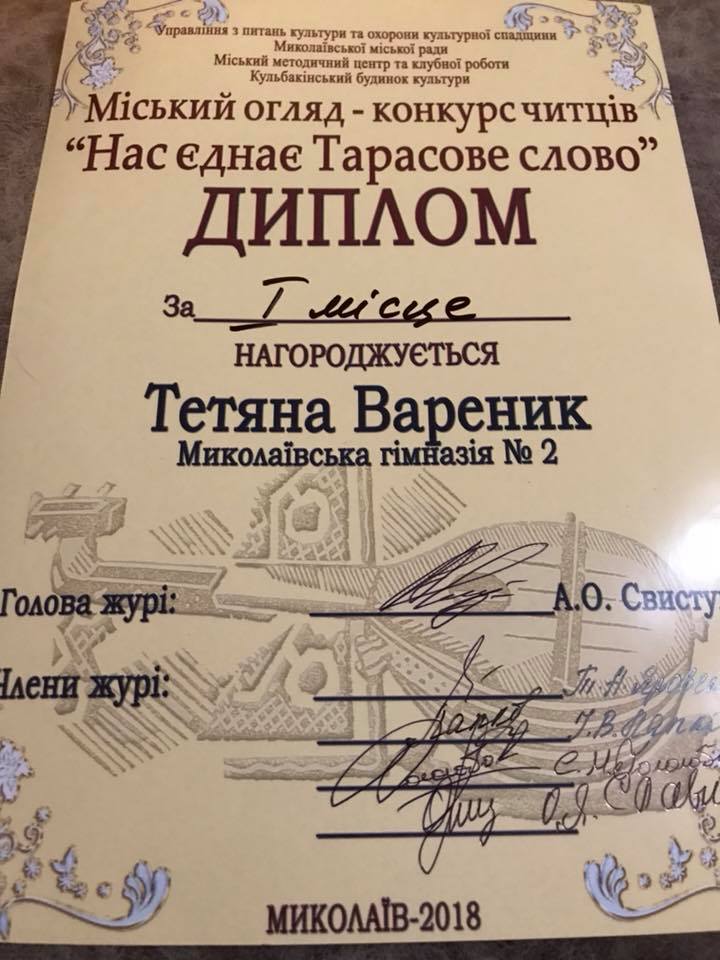 Управління з питань культури та охорони культурної спадщини
Миколаївської міської ради
Міський методичний центр та клубної роботи
Кульбакінський будинок культури
Міський огляд - конкурс читців
“Нас єднає Тарасове слово”
ДИПЛОМ
За І місце
НАГОРОДЖУЄТЬСЯ
Тетяна Вареник
Миколаївська гімназія № 2
Голова журі: А.О. Свисту
Члени журі: Т.Н.
І.В.
С.М.
О.Я.
МИКОЛАЇВ-2018